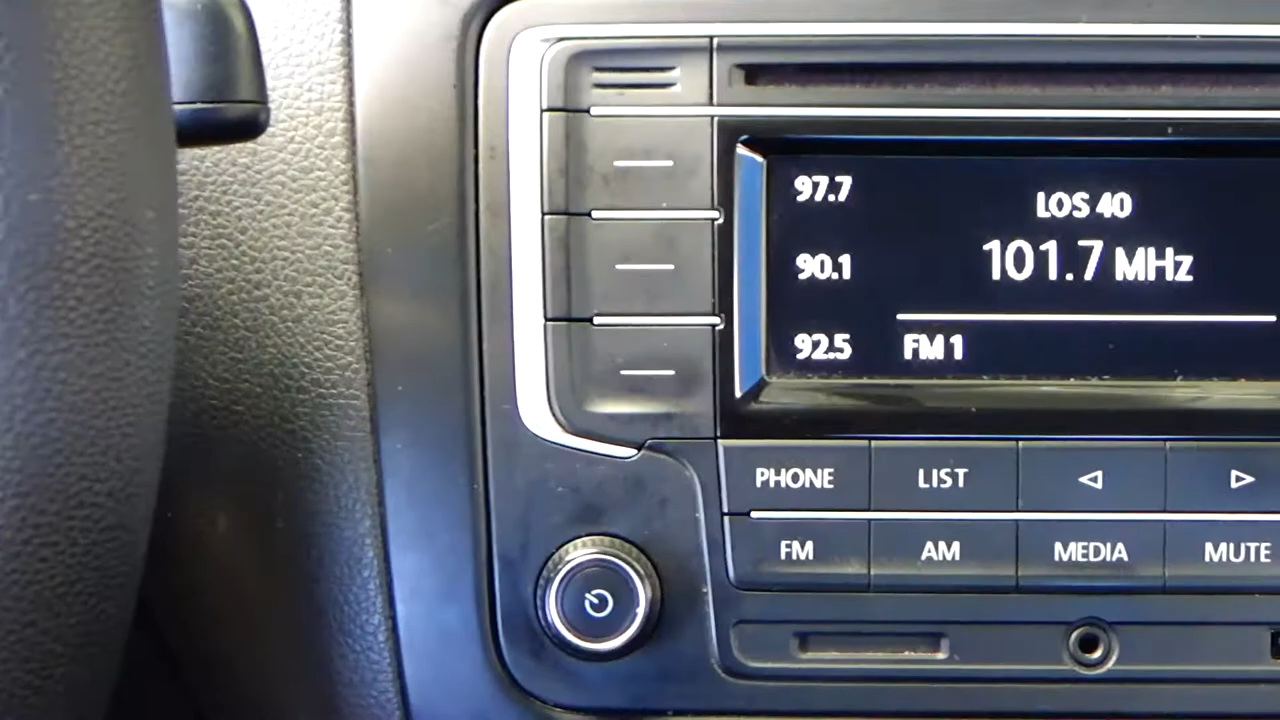 97.7
LOS 40
101.7 MHz
90.1
92.5
FM 1
PHONE
LIST
FM
AM
MEDIA
MUTE